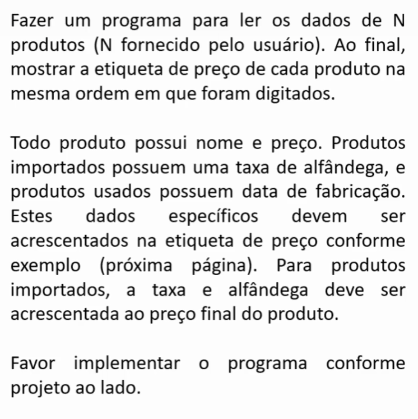 Fazer um programa para ler os dados de N
produtos (N fornecido pelo usuário). Ao final,
mostrar a etiqueta de preço de cada produto na
mesma ordem em que foram digitados.
Todo produto possui nome e preço. Produtos
importados possuem uma taxa de alfândega, e
produtos usados possuem data de fabricação.
Estes dados específicos devem ser
acrescentados na etiqueta de preço conforme
exemplo (próxima página). Para produtos
importados, a taxa e alfândega deve ser
acrescentada ao preço final do produto.
Favor implementar o programa conforme
projeto ao lado.